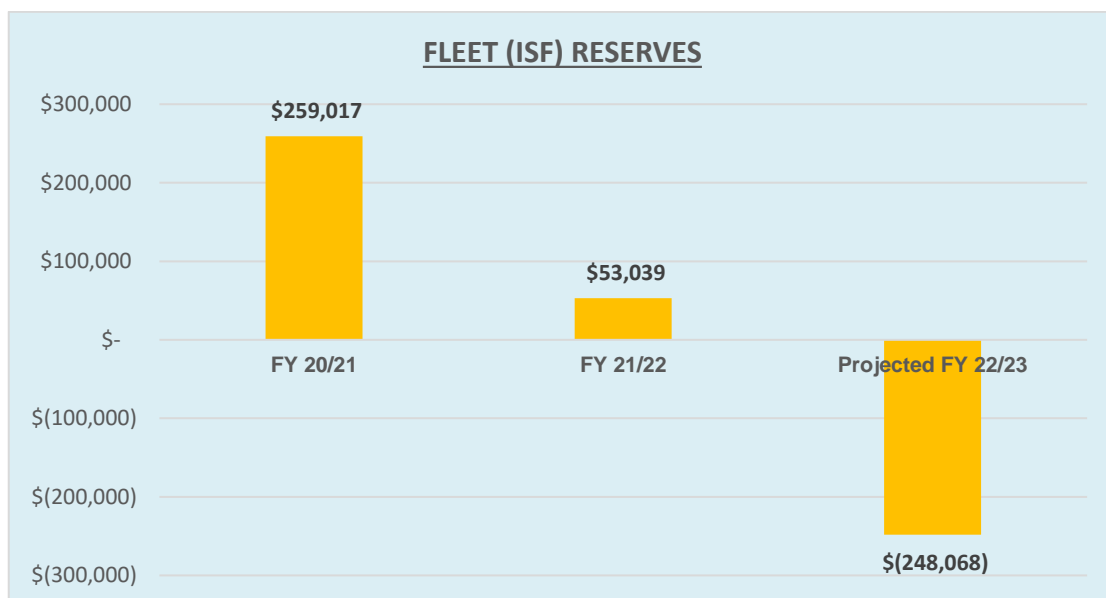 FLEET (ISF) RESERVES
$300,000
$259,017
$200,000
$100,000
$53,039
$-
FY 20/21
FY 21/22
Projected FY 22/23
$(100,000)
$(200,000)
$(248,068)
$(300,000)